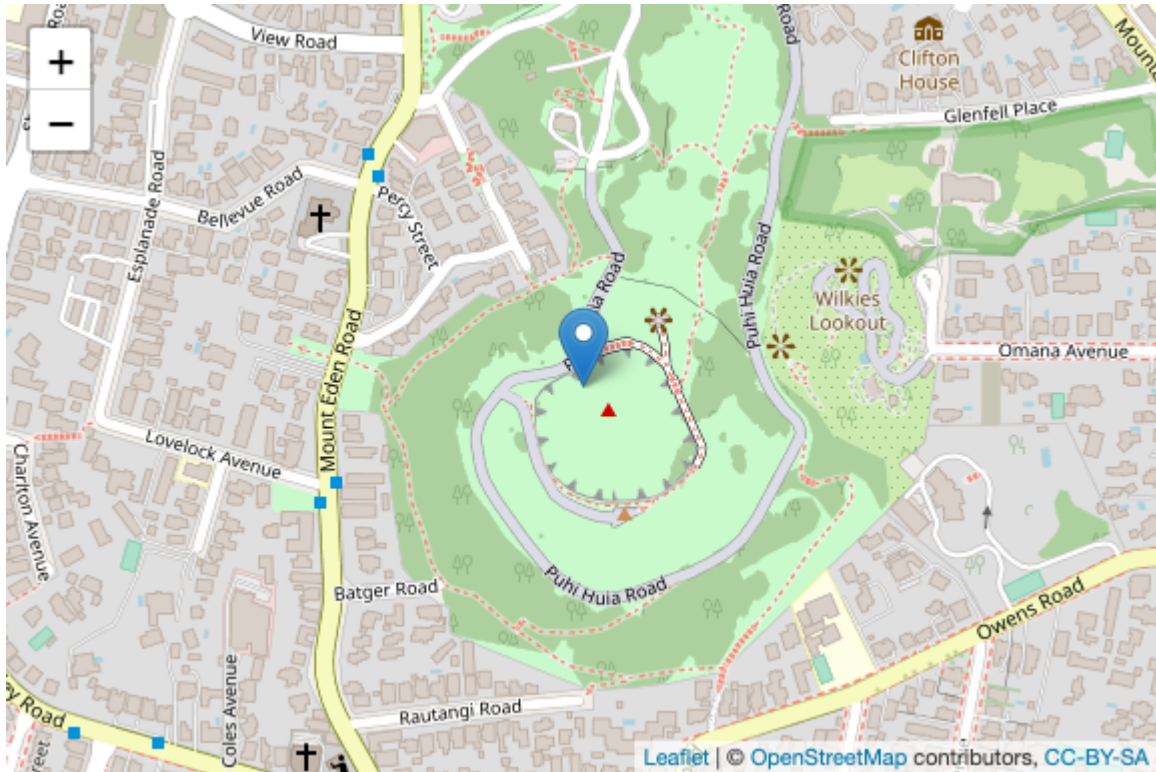 +
−
View Road
Road
Clifton
House
Glenfell Place
Esplanade Road
Bellevue Road
Percy Street
Puhi Huia Road
Wilkies
Lookout
Omana Avenue
Mount Eden Road
Lovelock Avenue
Charlton Avenue
Puhi Huia Road
Batger Road
Owens Road
Coles Avenue
Rautangi Road
Road
Leaflet | © OpenStreetMap contributors, CC-BY-SA